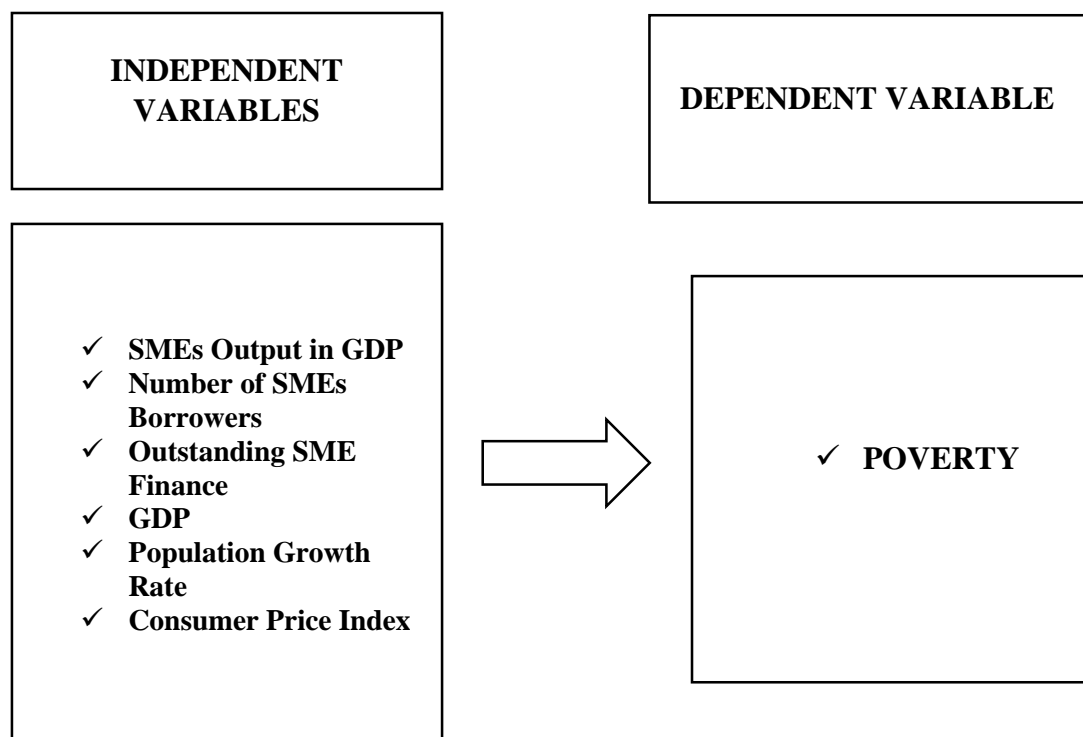 INDEPENDENT
VARIABLES
DEPENDENT VARIABLE
✓ SMEs Output in GDP
✓ Number of SMEs
Borrowers
✓ Outstanding SME
Finance
✓ GDP
✓ Population Growth
Rate
✓ Consumer Price Index
✓ POVERTY